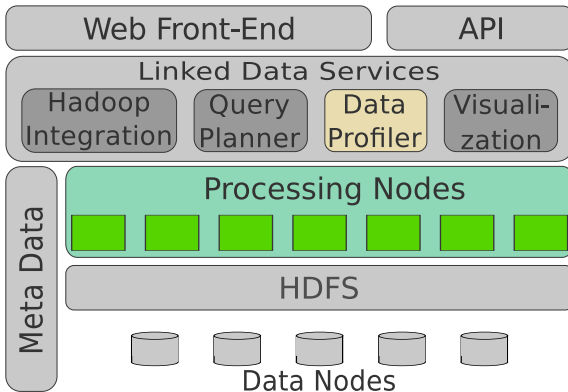 Web Front-End
API
Linked Data Services
Hadoop
Integration
Query
Planner
Data
Profiler
Visuali-
zation
Meta Data
Processing Nodes
HDFS
Data Nodes